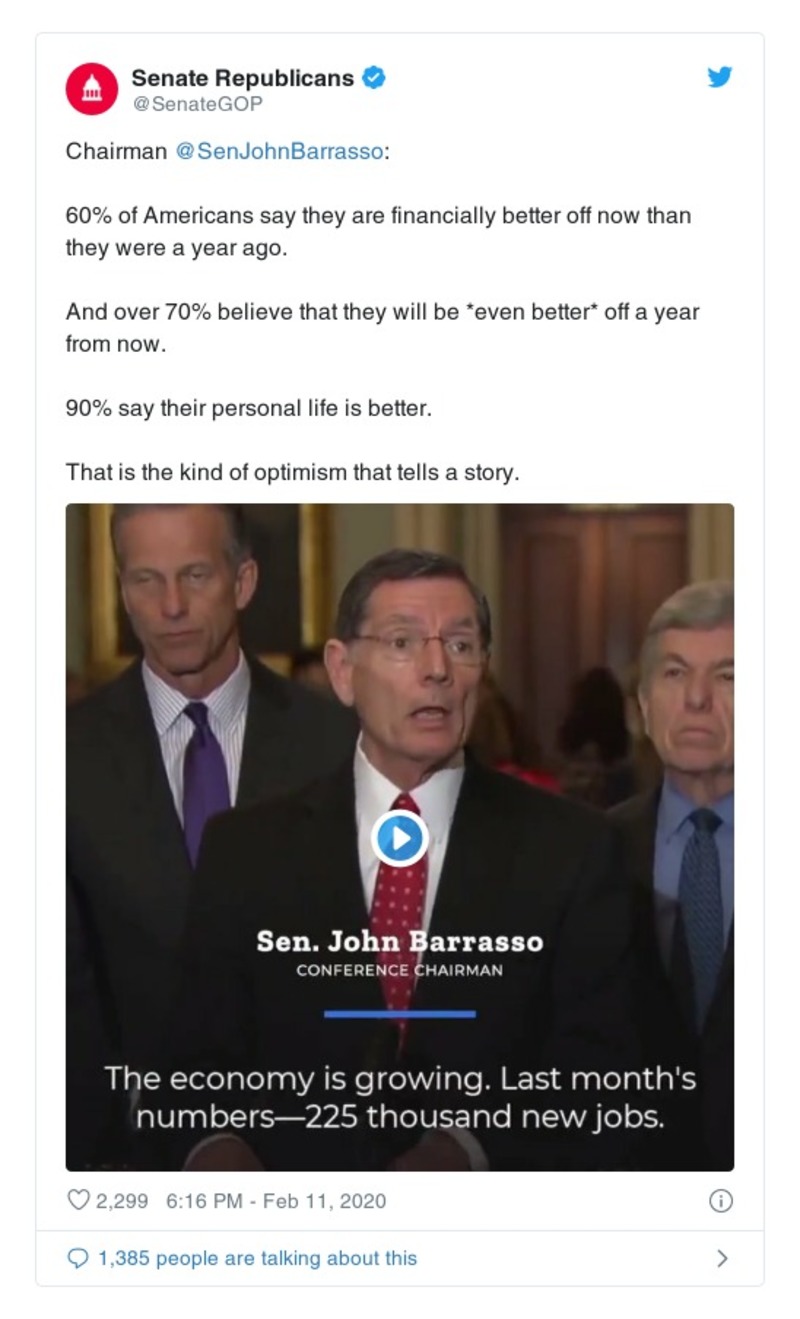 Senate Republicans
@SenateGOP
Chairman @SenJohnBarrasso:
60% of Americans say they are financially better off now than
they were a year ago.
And over 70% believe that they will be *even better* off a year
from now.
90% say their personal life is better.
That is the kind of optimism that tells a story.
Sen. John Barrasso
CONFERENCE CHAIRMAN
The economy is growing. Last month's
numbers—225 thousand new jobs.
2,299 6:16 PM - Feb 11, 2020
1,385 people are talking about this